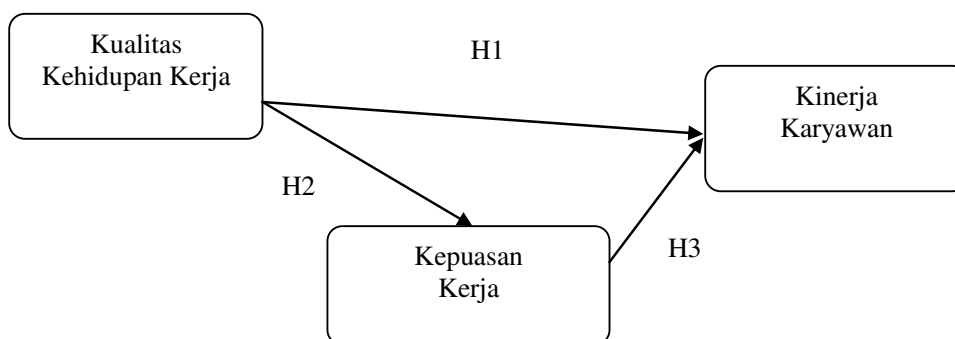 Kualitas
Kehidupan Kerja
H1
Kinerja
Karyawan
H2
Kepuasan
Kerja
H3